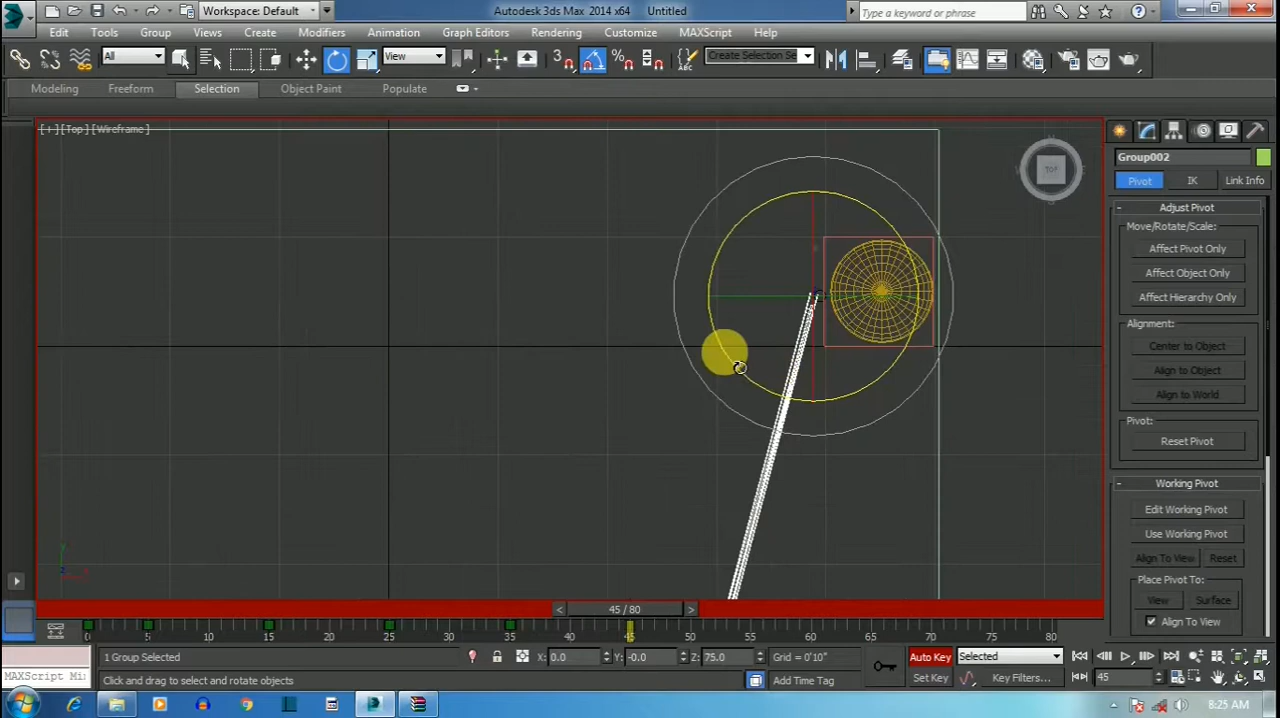 Workspace: Default
Autodesk 3ds Max 2014 x64 Untitled
Type a keyword or phrase
Edit Tools Group Views Create Modifiers Animation Graph Editors Rendering Customize MAXScript Help
All View 3 Create Selection Se
Modeling Freeform Selection Object Paint Populate
[+] [Top] [Wireframe]
TOP
Group002
Pivot IK Link Info
- Adjust Pivot
Move/Rotate/Scale:
Affect Pivot Only
Affect Object Only
Affect Hierarchy Only
Alignment:
Center to Object
Align to Object
Align to World
Pivot:
Reset Pivot
- Working Pivot
Edit Working Pivot
Use Working Pivot
Align To View Reset
Place Pivot To:
View Surface
Align To View
< 45 / 80 >
0 5 10 15 20 25 30 35 40 45 50 55 60 65 70 75 80
1 Group Selected X: 0.0 Y: -0.0 Z: 75.0 Grid = 0'10" Auto Key Selected
MAXScript Mi Click and drag to select and rotate objects Add Time Tag Set Key Key Filters... 45
8:25 AM